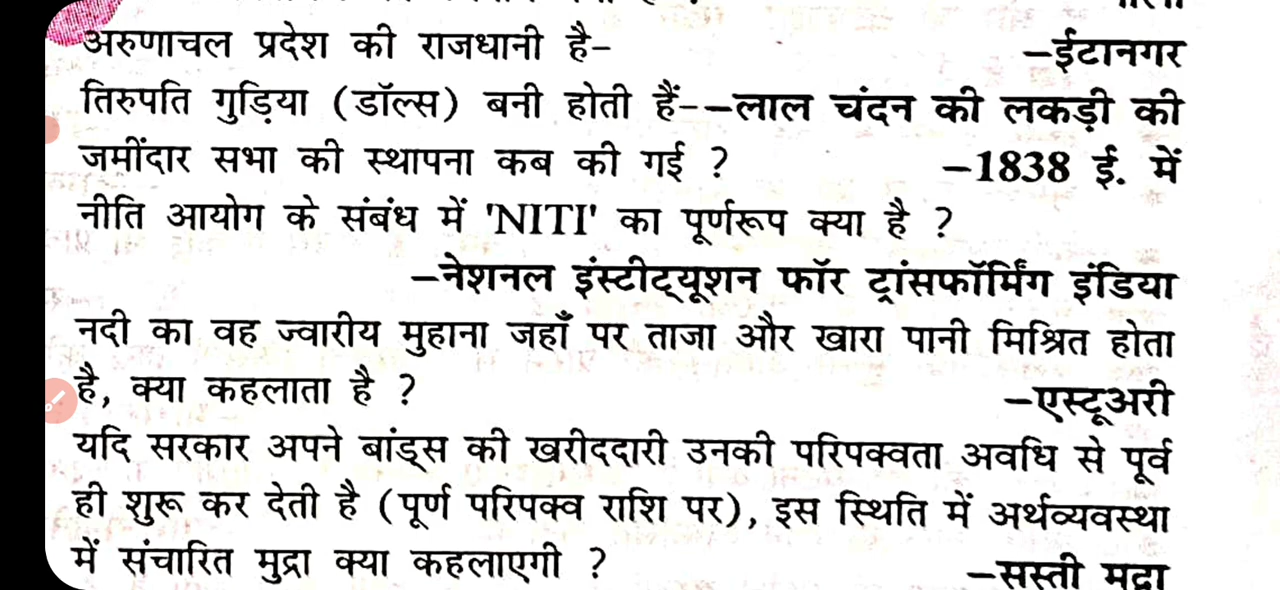 अरुणाचल प्रदेश की राजधानी है– –ईटानगर
तिरुपति गुड़िया (डॉल्स) बनी होती हैं-–लाल चंदन की लकड़ी की
जमींदार सभा की स्थापना कब की गई ? –1838 ई. में
नीति आयोग के संबंध में 'NITI' का पूर्णरूप क्या है ?
–नेशनल इंस्टीट्यूशन फॉर ट्रांसफॉर्मिंग इंडिया
नदी का वह ज्वारीय मुहाना जहाँ पर ताजा और खारा पानी मिश्रित होता
है, क्या कहलाता है ? –एस्टूअरी
यदि सरकार अपने बांड्स की खरीददारी उनकी परिपक्वता अवधि से पूर्व
ही शुरू कर देती है (पूर्ण परिपक्व राशि पर), इस स्थिति में अर्थव्यवस्था
में संचारित मुद्रा क्या कहलाएगी ? –सस्ती मुद्रा